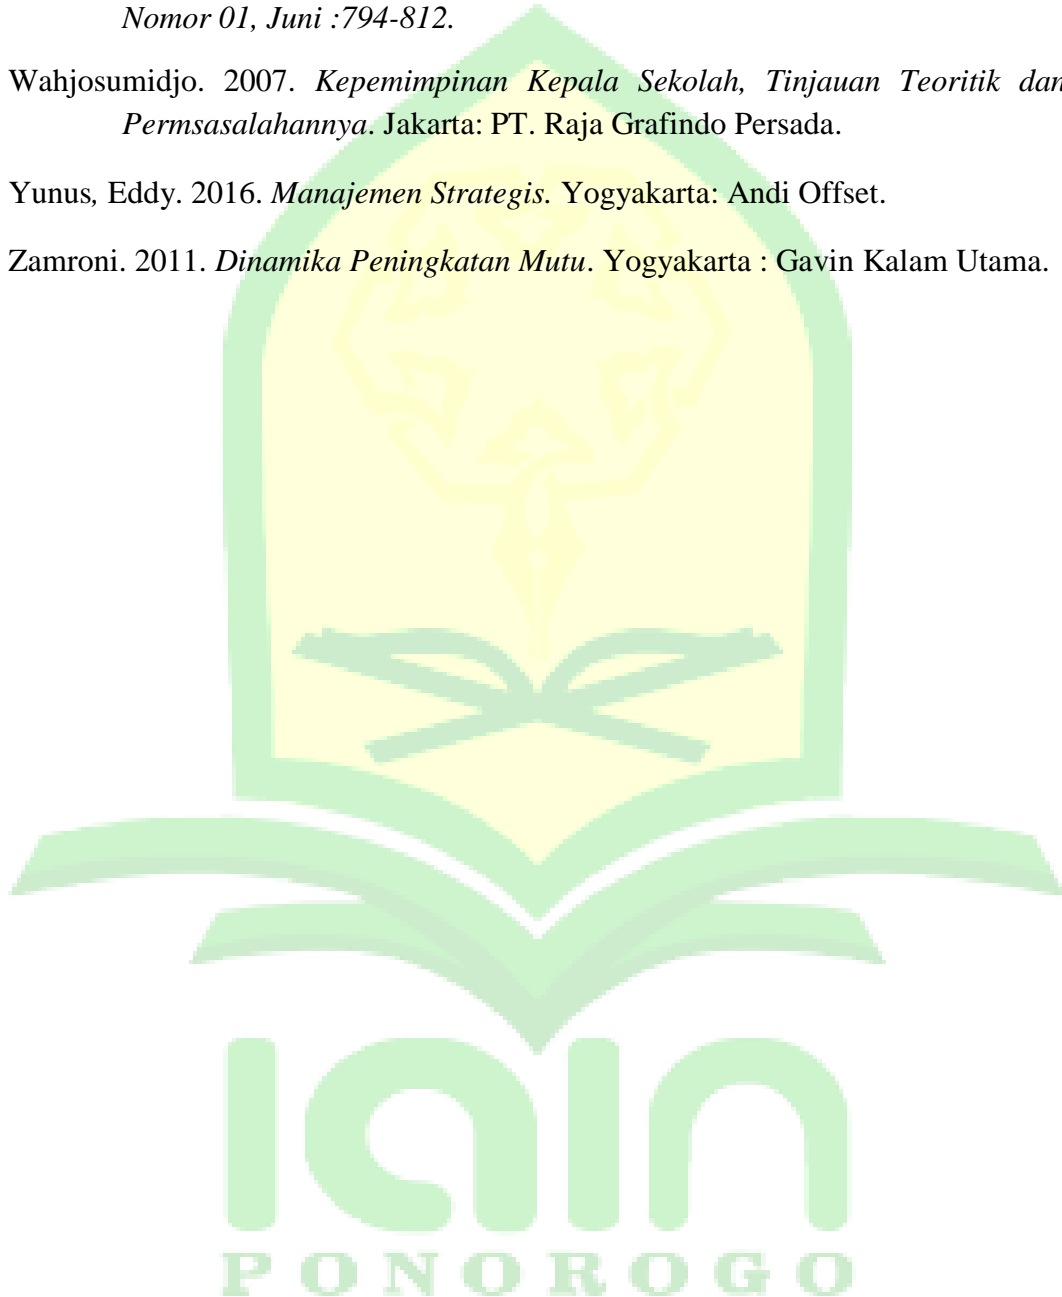 Nomor 01, Juni :794-812.
Wahjosumidjo. 2007. Kepemimpinan Kepala Sekolah, Tinjauan Teoritik dan
Permsasalahannya. Jakarta: PT. Raja Grafindo Persada.
Yunus, Eddy. 2016. Manajemen Strategis. Yogyakarta: Andi Offset.
Zamroni. 2011. Dinamika Peningkatan Mutu. Yogyakarta : Gavin Kalam Utama.
iain
PONOROGO